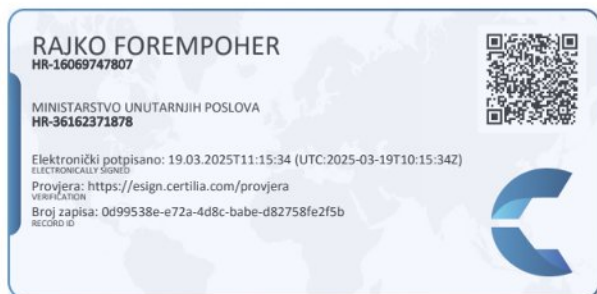 RAJKO FOREMPOHER
HR-16069747807
MINISTARSTVO UNUTARNJIH POSLOVA
HR-36162371878
Elektronički potpisano: 19.03.2025T11:15:34 (UTC:2025-03-19T10:15:34Z)
ELECTRONICALLY SIGNED
Provjera: https://esign.certilia.com/provjera
VERIFICATION
Broj zapisa: 0d99538e-e72a-4d8c-babe-d82758fe2f5b
RECORD ID